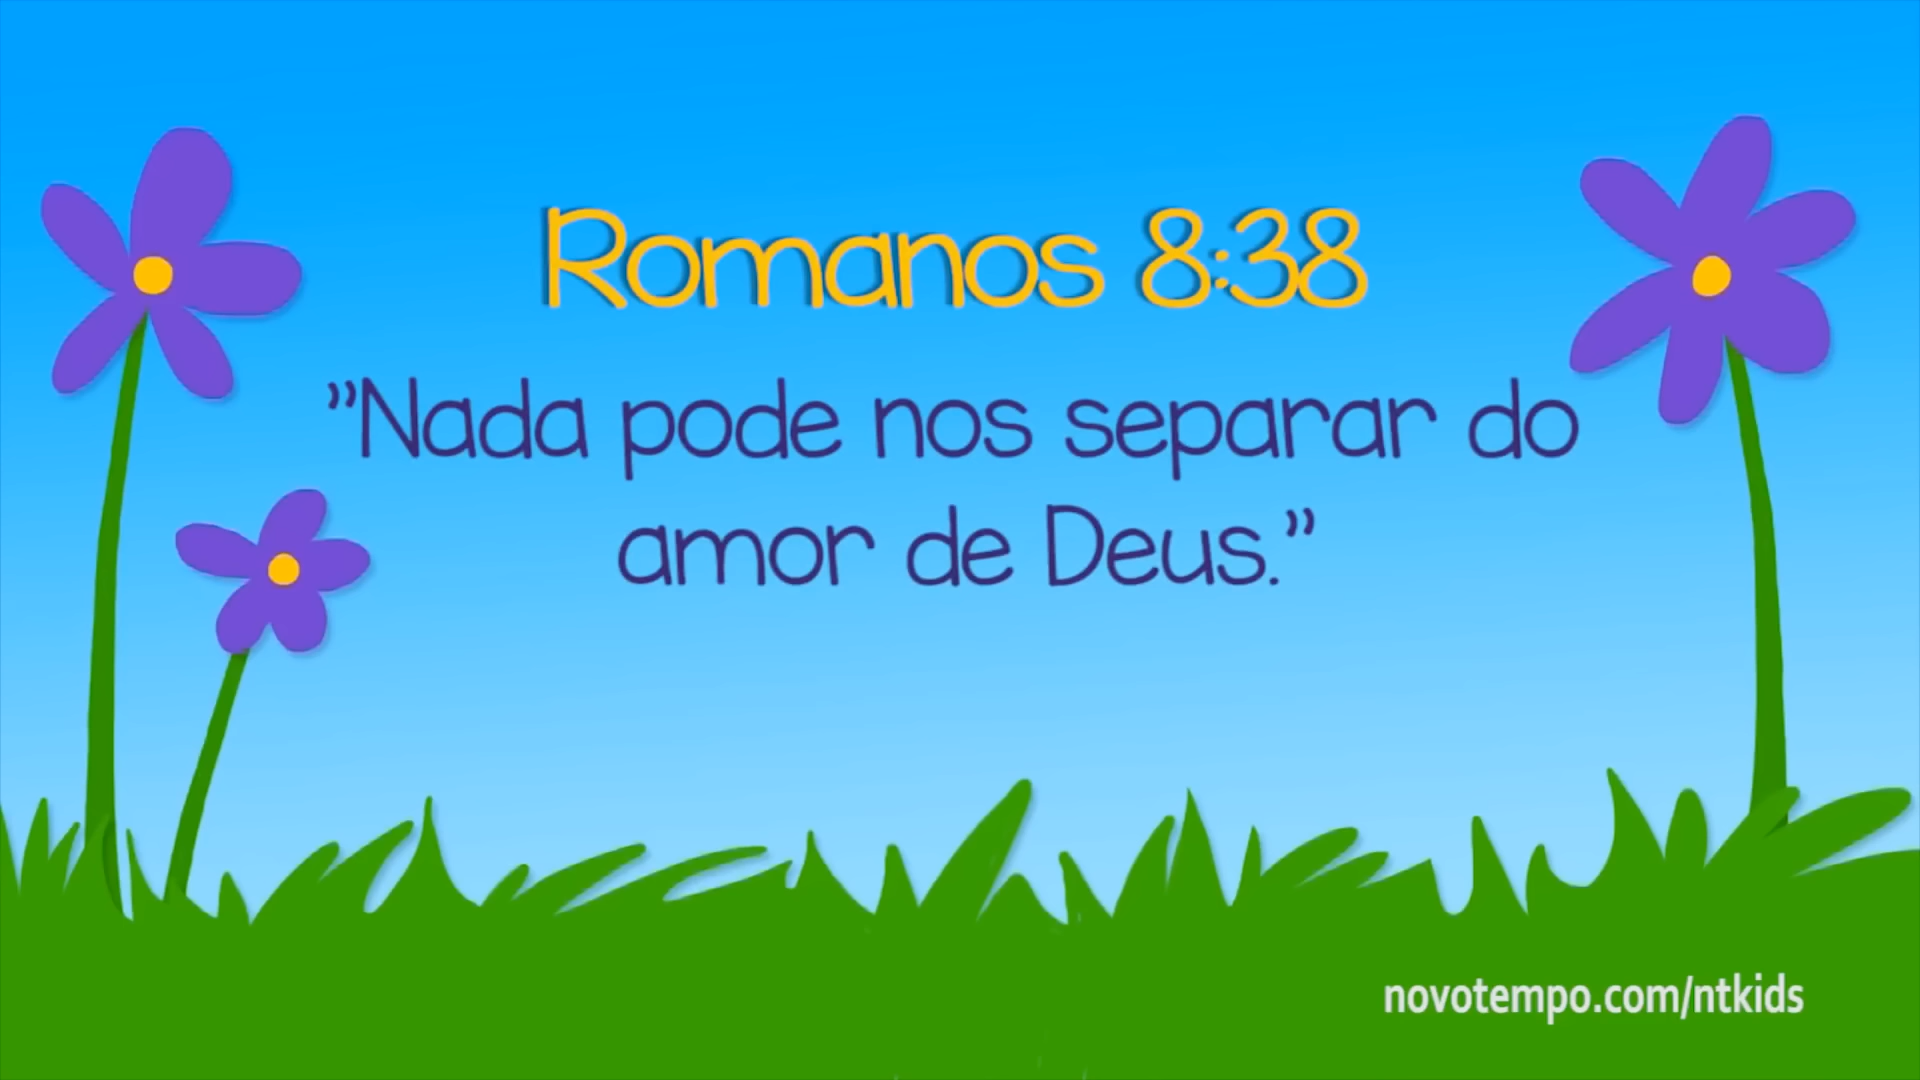 Romanos 8:38
”Nada pode nos separar do
amor de Deus.”
novotempo.com/ntkids